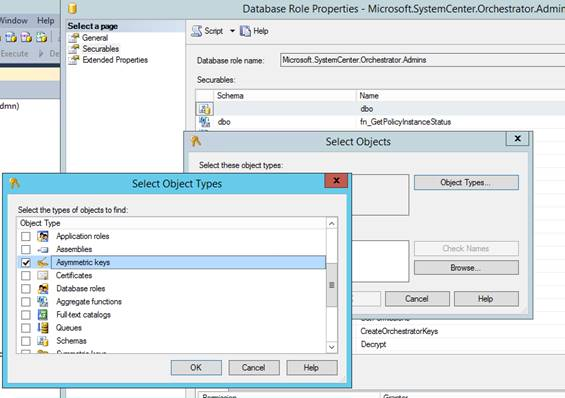 Window Help
Execute
dmn)
Database Role Properties - Microsoft.SystemCenter.Orchestrator.Admins
Select a page
General
Securables
Extended Properties
Script Help
Database role name: Microsoft.SystemCenter.Orchestrator.Admins
Securables:
Schema Name
dbo
dbo fn_GetPolicyInstanceStatus
Select Objects
Select these object types:
Object Types...
Check Names
Browse...
Cancel Help
Select Object Types
Select the types of objects to find:
Object Type
Application roles
Assemblies
Asymmetric keys
Certificates
Database roles
Aggregate functions
Full-text catalogs
Queues
Schemas
OK Cancel Help
CreateOrchestratorKeys
Decrypt